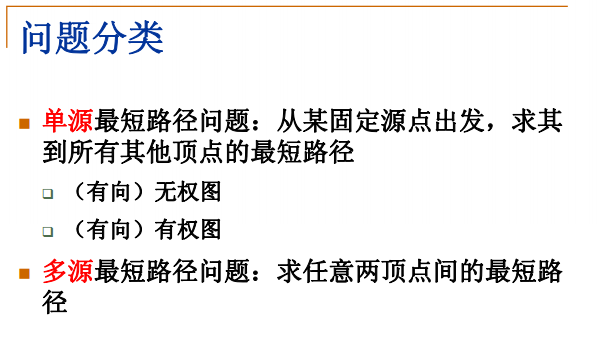 问题分类
单源最短路径问题：从某固定源点出发，求其
到所有其他顶点的最短路径
（有向）无权图
（有向）有权图
多源最短路径问题：求任意两顶点间的最短路
径